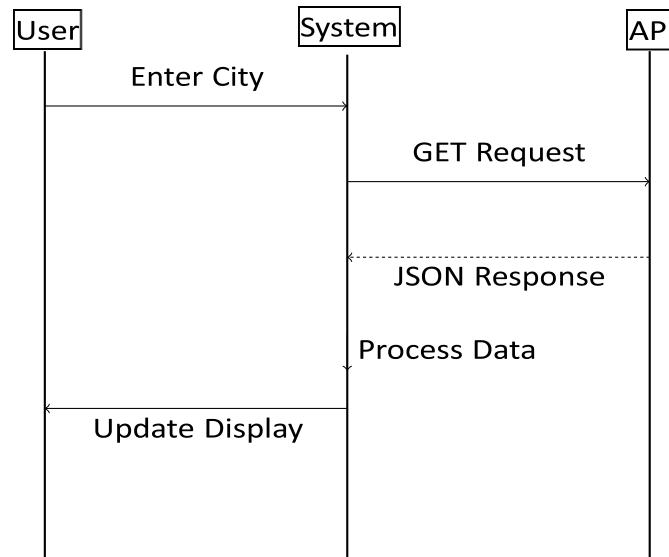 User
System
AP
Enter City
GET Request
JSON Response
Process Data
Update Display